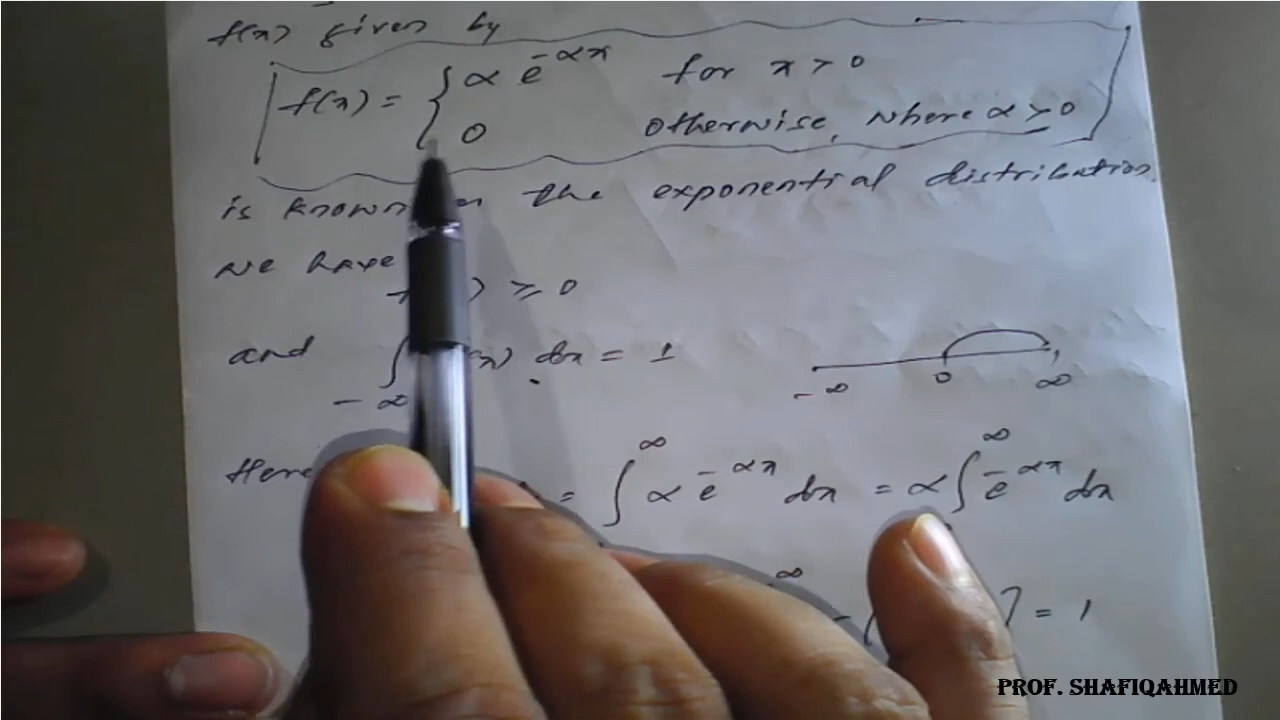 f(x) given by
f(x) = { α e^-αx for x > 0
0 otherwise, where α > 0
is known the exponential distribution.
we have
≥ 0
and ∫ x) dx = 1
-∞
- ∞ 0 ∞
Here = ∫^∞ α e^-αx dx = α ∫^∞ e^-αx dx
∞ - ( ] = 1
PROF. SHAFIQAHMED